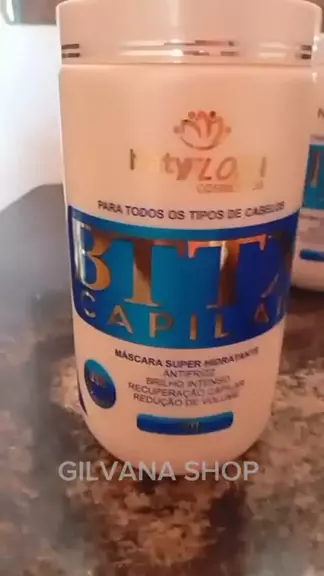 PARA TODOS OS TIPOS DE CABELOS
BTTX
CAPILAR
MÁSCARA SUPER HIDRATANTE
ANTIFRIZZ
BRILHO INTENSO
RECUPERAÇÃO CAPILAR
REDUÇÃO DE VOLUME
GILVANA SHOP